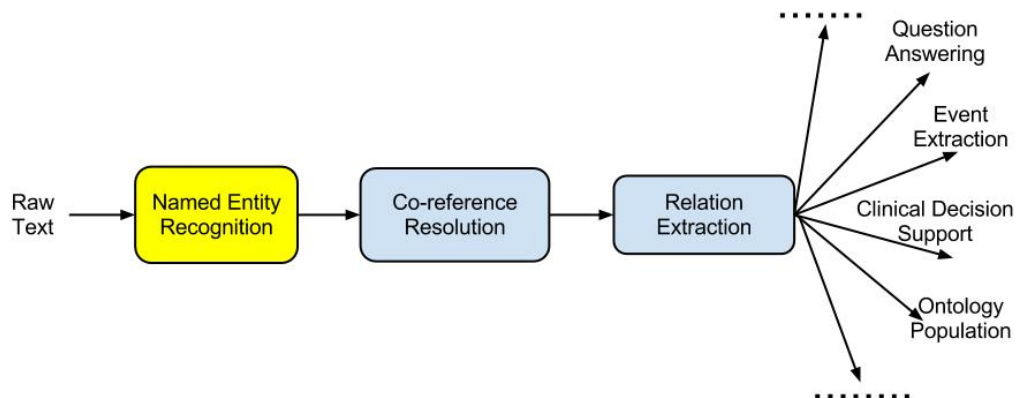 Raw
Text
Named Entity
Recognition
Co-reference
Resolution
Relation
Extraction
Question
Answering
Event
Extraction
Clinical Decision
Support
Ontology
Population